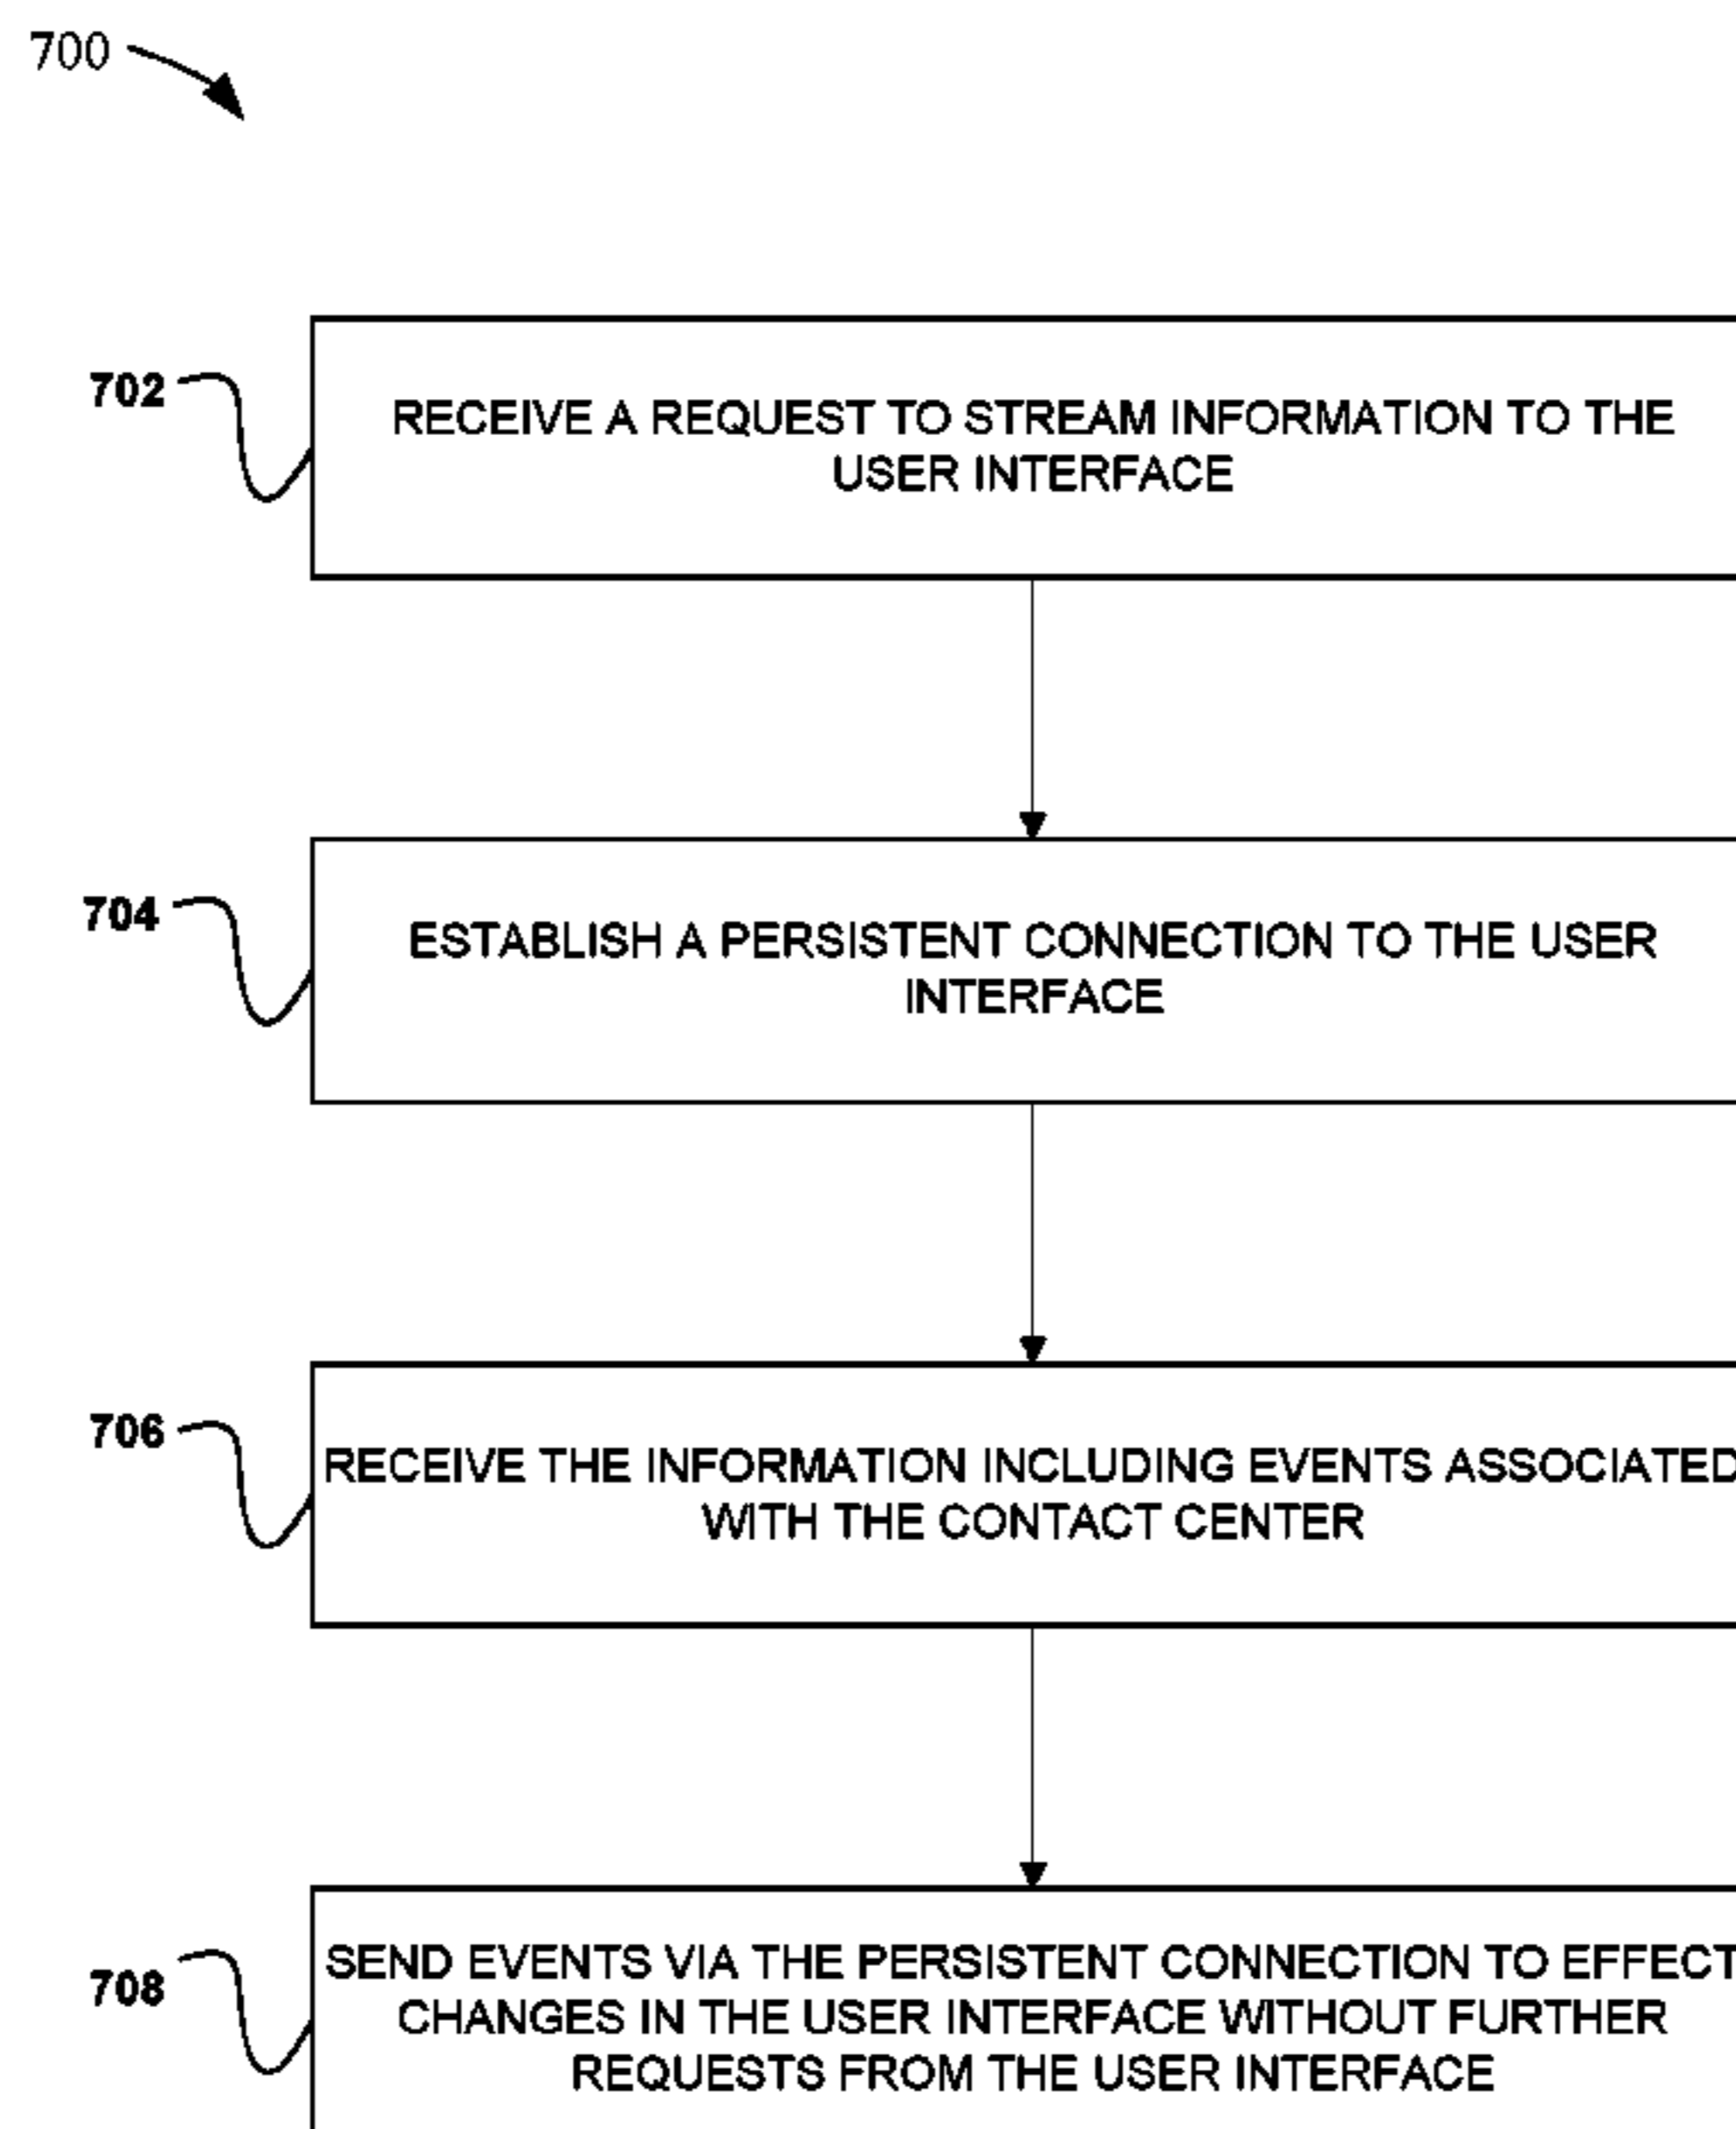 700
702
RECEIVE A REQUEST TO STREAM INFORMATION TO THE
USER INTERFACE
704
ESTABLISH A PERSISTENT CONNECTION TO THE USER
INTERFACE
706
RECEIVE THE INFORMATION INCLUDING EVENTS ASSOCIATED
WITH THE CONTACT CENTER
708
SEND EVENTS VIA THE PERSISTENT CONNECTION TO EFFECT
CHANGES IN THE USER INTERFACE WITHOUT FURTHER
REQUESTS FROM THE USER INTERFACE